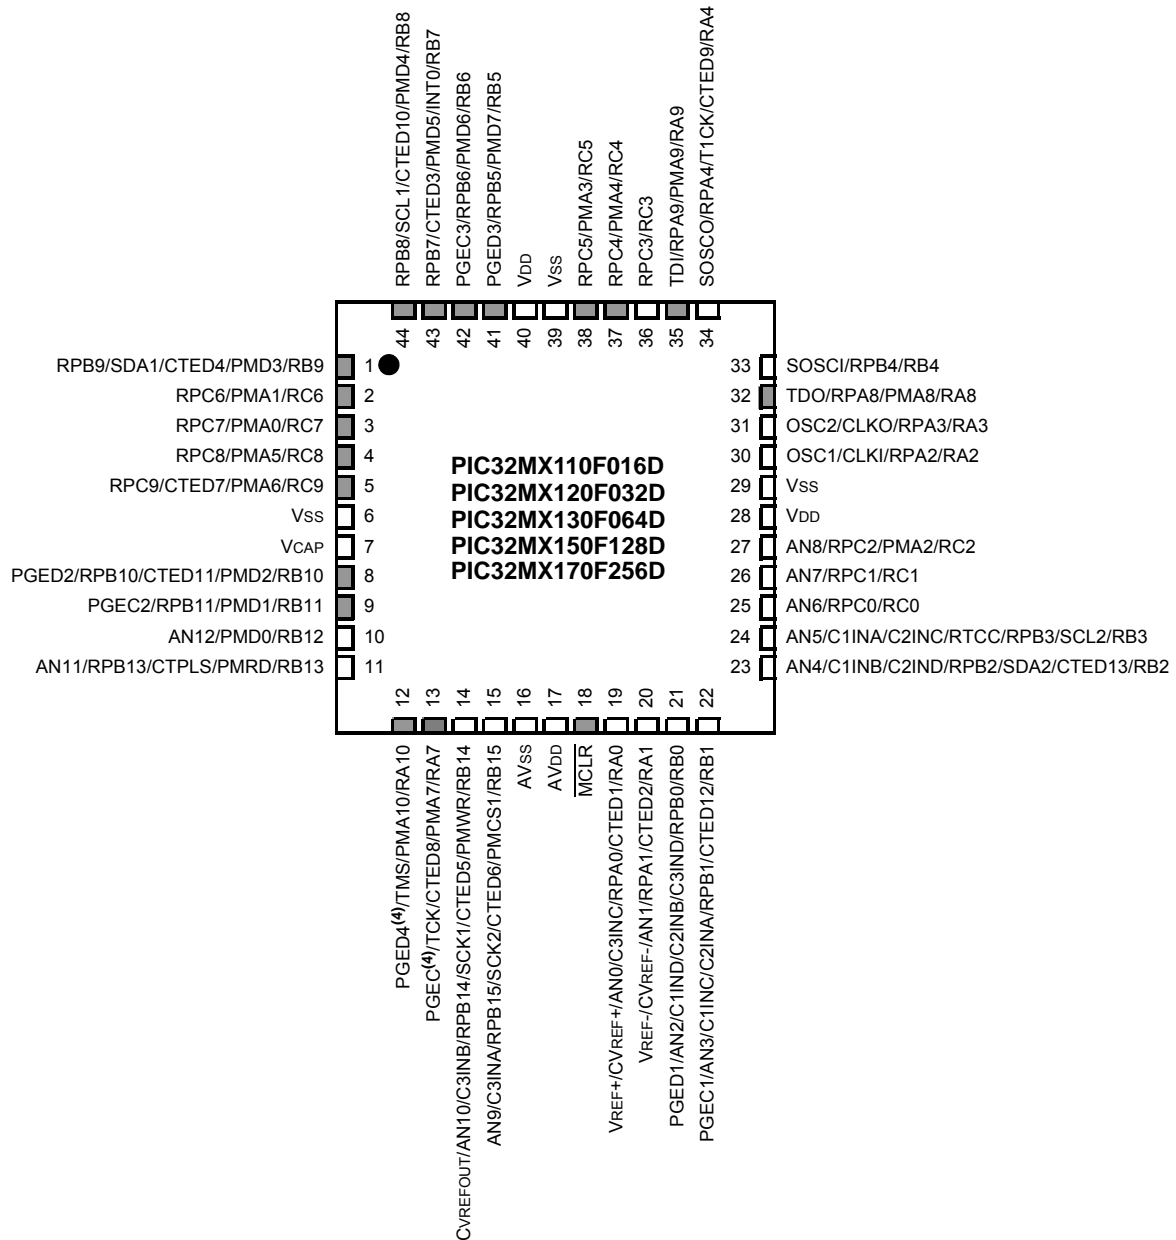 RPB8/SCL1/CTED10/PMD4/RB8
RPB7/CTED3/PMD5/INT0/RB7
PGEC3/RPB6/PMD6/RB6
PGED3/RPB5/PMD7/RB5
VDD
VSS
RPC5/PMA3/RC5
RPC4/PMA4/RC4
RPC3/RC3
TDI/RPA9/PMA9/RA9
SOSCO/RPA4/T1CK/CTED9/RA4
44
43
42
41
40
39
38
37
36
35
34
RPB9/SDA1/CTED4/PMD3/RB9 1
RPC6/PMA1/RC6 2
RPC7/PMA0/RC7 3
RPC8/PMA5/RC8 4
RPC9/CTED7/PMA6/RC9 5
VSS 6
VCAP 7
PGED2/RPB10/CTED11/PMD2/RB10 8
PGEC2/RPB11/PMD1/RB11 9
AN12/PMD0/RB12 10
AN11/RPB13/CTPLS/PMRD/RB13 11
PIC32MX110F016D
PIC32MX120F032D
PIC32MX130F064D
PIC32MX150F128D
PIC32MX170F256D
33 SOSCI/RPB4/RB4
32 TDO/RPA8/PMA8/RA8
31 OSC2/CLKO/RPA3/RA3
30 OSC1/CLKI/RPA2/RA2
29 VSS
28 VDD
27 AN8/RPC2/PMA2/RC2
26 AN7/RPC1/RC1
25 AN6/RPC0/RC0
24 AN5/C1INA/C2INC/RTCC/RPB3/SCL2/RB3
23 AN4/C1INB/C2IND/RPB2/SDA2/CTED13/RB2
12
13
14
15
16
17
18
19
20
21
22
PGED4(4)/TMS/PMA10/RA10
PGEC(4)/TCK/CTED8/PMA7/RA7
CVREFOUT/AN10/C3INB/RPB14/SCK1/CTED5/PMWR/RB14
AN9/C3INA/RPB15/SCK2/CTED6/PMCS1/RB15
AVSS
AVDD
MCLR
VREF+/CVREF+/AN0/C3INC/RPA0/CTED1/RA0
VREF-/CVREF-/AN1/RPA1/CTED2/RA1
PGED1/AN2/C1IND/C2INB/C3IND/RPB0/RB0
PGEC1/AN3/C1INC/C2INA/RPB1/CTED12/RB1